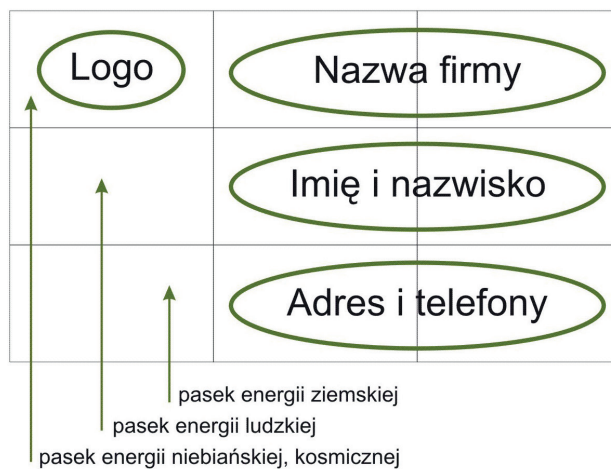 Logo
Nazwa firmy
Imię i nazwisko
Adres i telefony
pasek energii ziemskiej
pasek energii ludzkiej
pasek energii niebiańskiej, kosmicznej